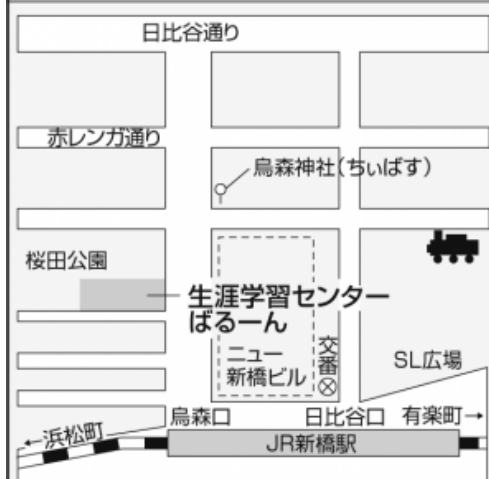 日比谷通り
赤レンガ通り
烏森神社(ちぃばす)
桜田公園
生涯学習センター
ばるーん
ニュー
新橋ビル
交番
SL広場
烏森口
日比谷口
有楽町→
←浜松町
JR新橋駅